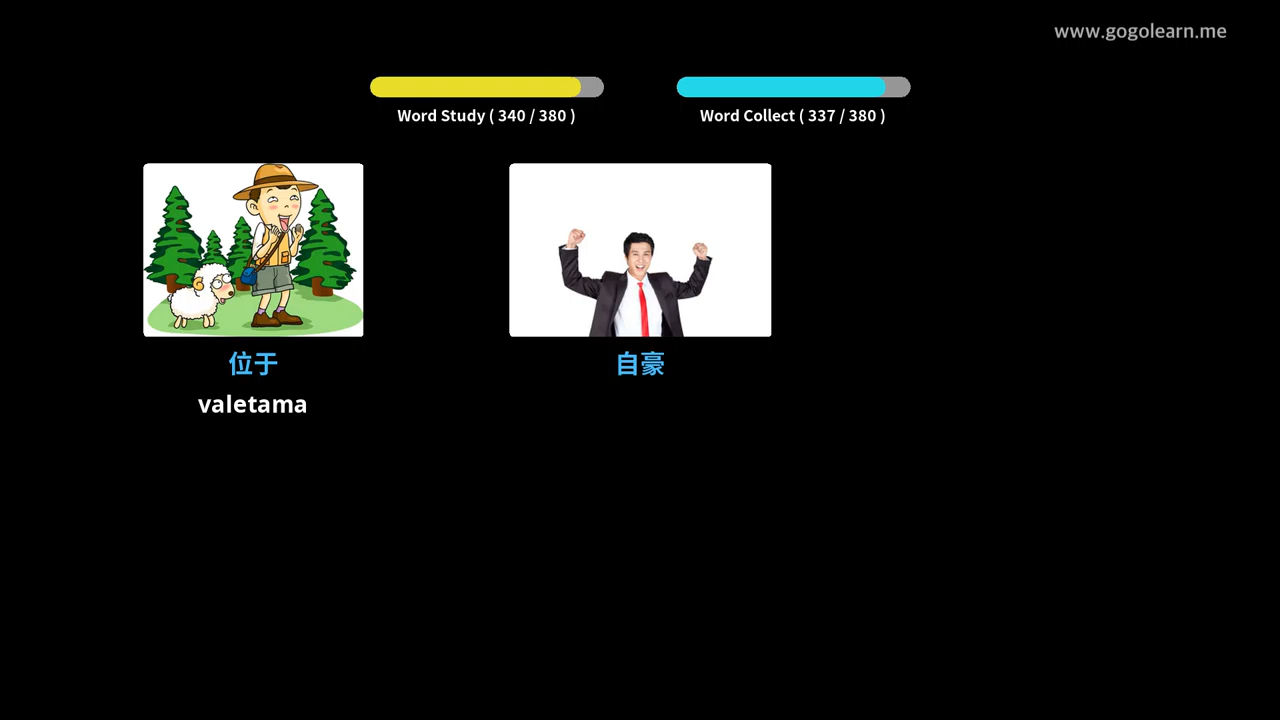 www.gogolearn.me
Word Study ( 340 / 380 )
Word Collect ( 337 / 380 )
位于
自豪
valetama